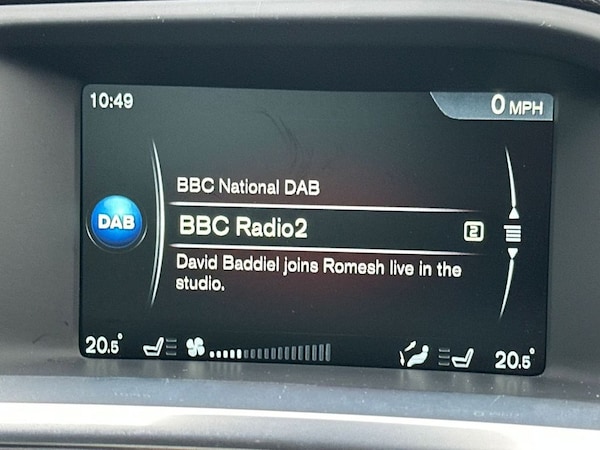 10:49
0 MPH
BBC National DAB
DAB
BBC Radio2
2
David Baddiel joins Romesh live in the
studio.
20.5°
20.5°